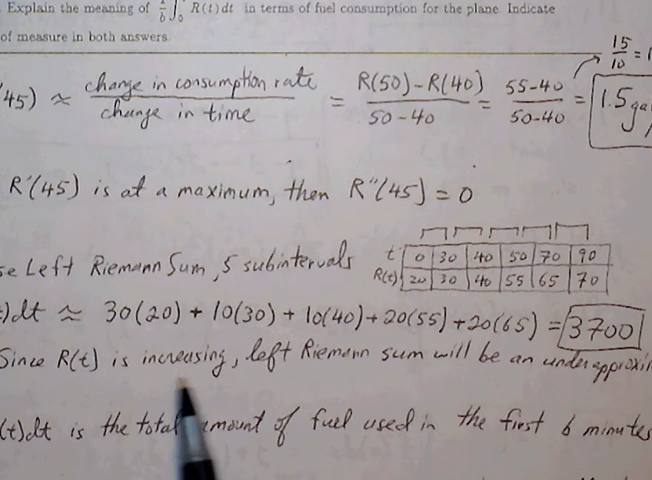 Explain the meaning of 1/b ∫₀ᵇ R(t) dt in terms of fuel consumption for the plane. Indicate
of measure in both answers.
15/10 = 1
'45) ≈ change in consumption rate / change in time = R(50) - R(40) / 50 - 40 = 55-40 / 50-40 = 1.5 ga
R'(45) is at a maximum, then R''(45) = 0
se Left Riemann Sum, 5 subintervals
t 0 30 40 50 70 90
R(t) 20 30 40 55 65 70
t)dt ≈ 30(20) + 10(30) + 10(40) + 20(55) + 20(65) = 3700
Since R(t) is increasing, left Riemann sum will be an underapproxi
(t)dt is the total amount of fuel used in the first b minutes